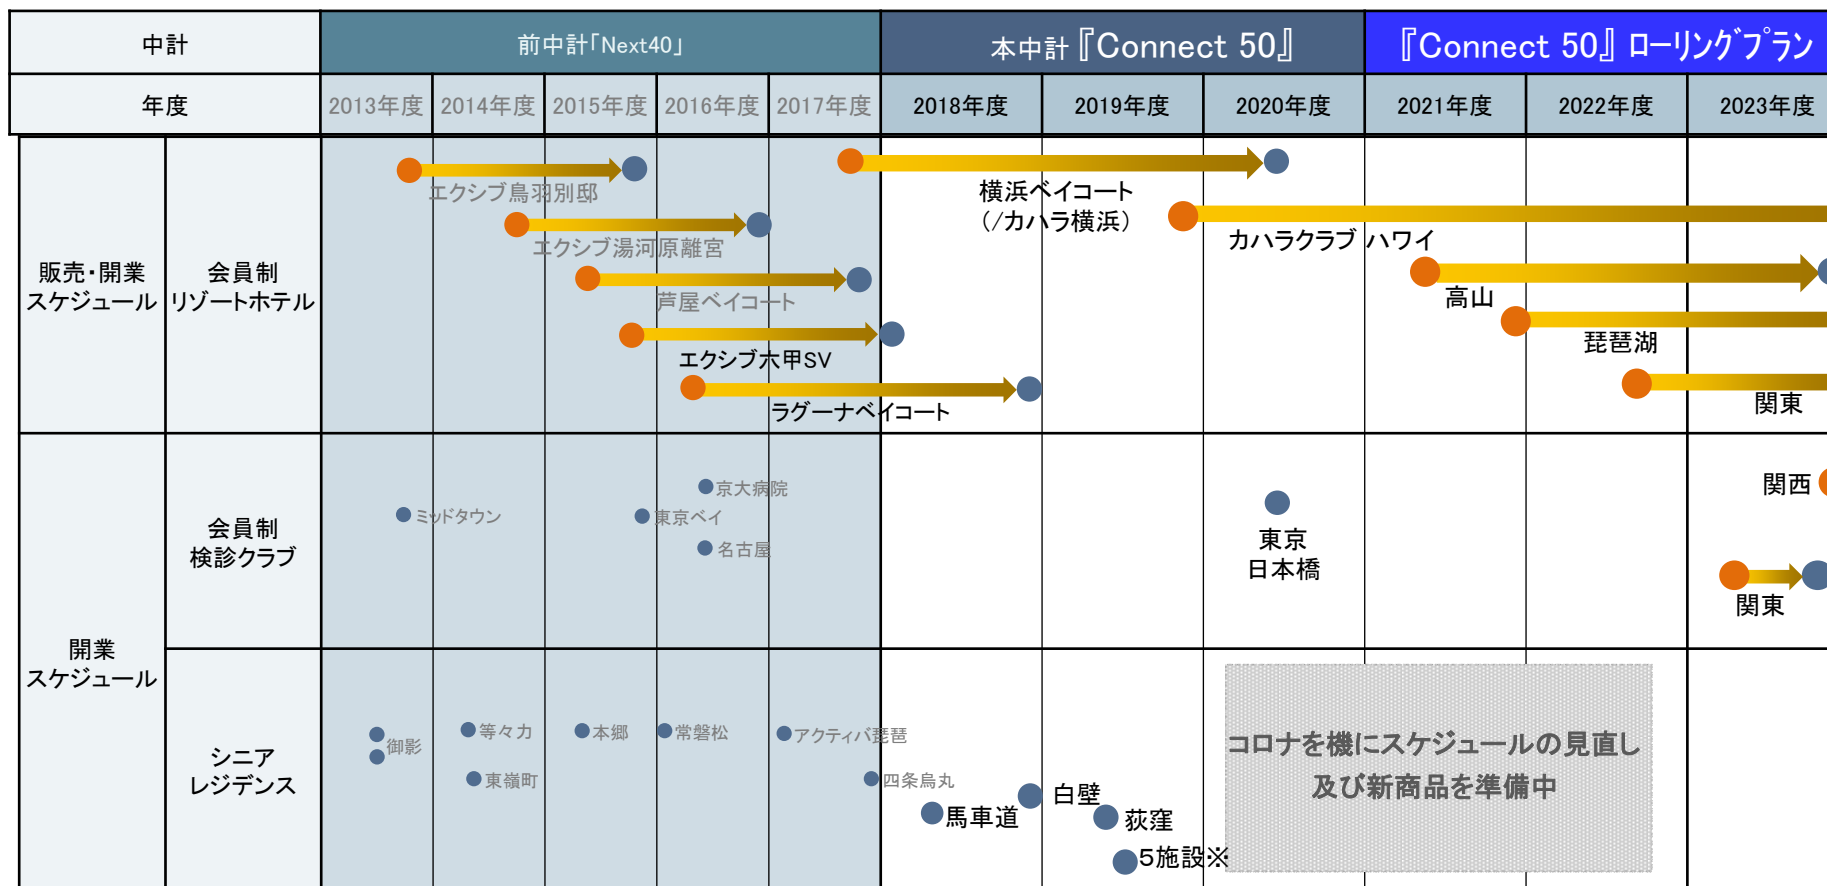 中計
前中計「Next40」
本中計『Connect 50』
『Connect 50』ローリングプラン
年度
2013年度
2014年度
2015年度
2016年度
2017年度
2018年度
2019年度
2020年度
2021年度
2022年度
2023年度
販売・開業
スケジュール
会員制
リゾートホテル
エクシブ鳥羽別邸
エクシブ湯河原離宮
芦屋ベイコート
エクシブ六甲SV
ラグーナベイコート
横浜ベイコート
（/カハラ横浜）
カハラクラブ ハワイ
高山
琵琶湖
関東
開業
スケジュール
会員制
検診クラブ
ミッドタウン
京大病院
東京ベイ
名古屋
東京
日本橋
関西
関東
シニア
レジデンス
御影
等々力
東嶺町
本郷
常磐松
アクティバ琵琶
四条烏丸
馬車道
白壁
荻窪
5施設※
コロナを機にスケジュールの見直し
及び新商品を準備中